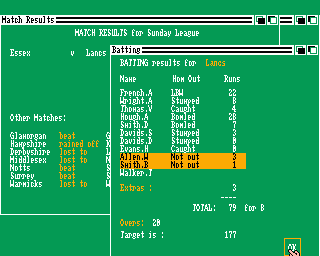 Match Results
MATCH RESULTS for Sunday League
Essex v Lancs
Other Matches:
Glamorgan beat G
Hampshire rained off
Derbyshire lost to
Middlesex lost to N
Notts beat
Surrey beat
Warwicks lost to
Batting
BATTING results for Lancs
Name How Out Runs
French.A LBW 22
Wright.A Stumped 8
Thomas.V Caught 4
Hough.A Bowled 28
Smith.D Bowled 7
Davids.S Stumped 3
Davids.D Stumped 0
Evans.H Caught 0
Allen.W Not out 3
Smith.B Not out 1
Walker.T
Extras : 3
----
TOTAL: 79 for 8
Overs: 20
Target is : 177